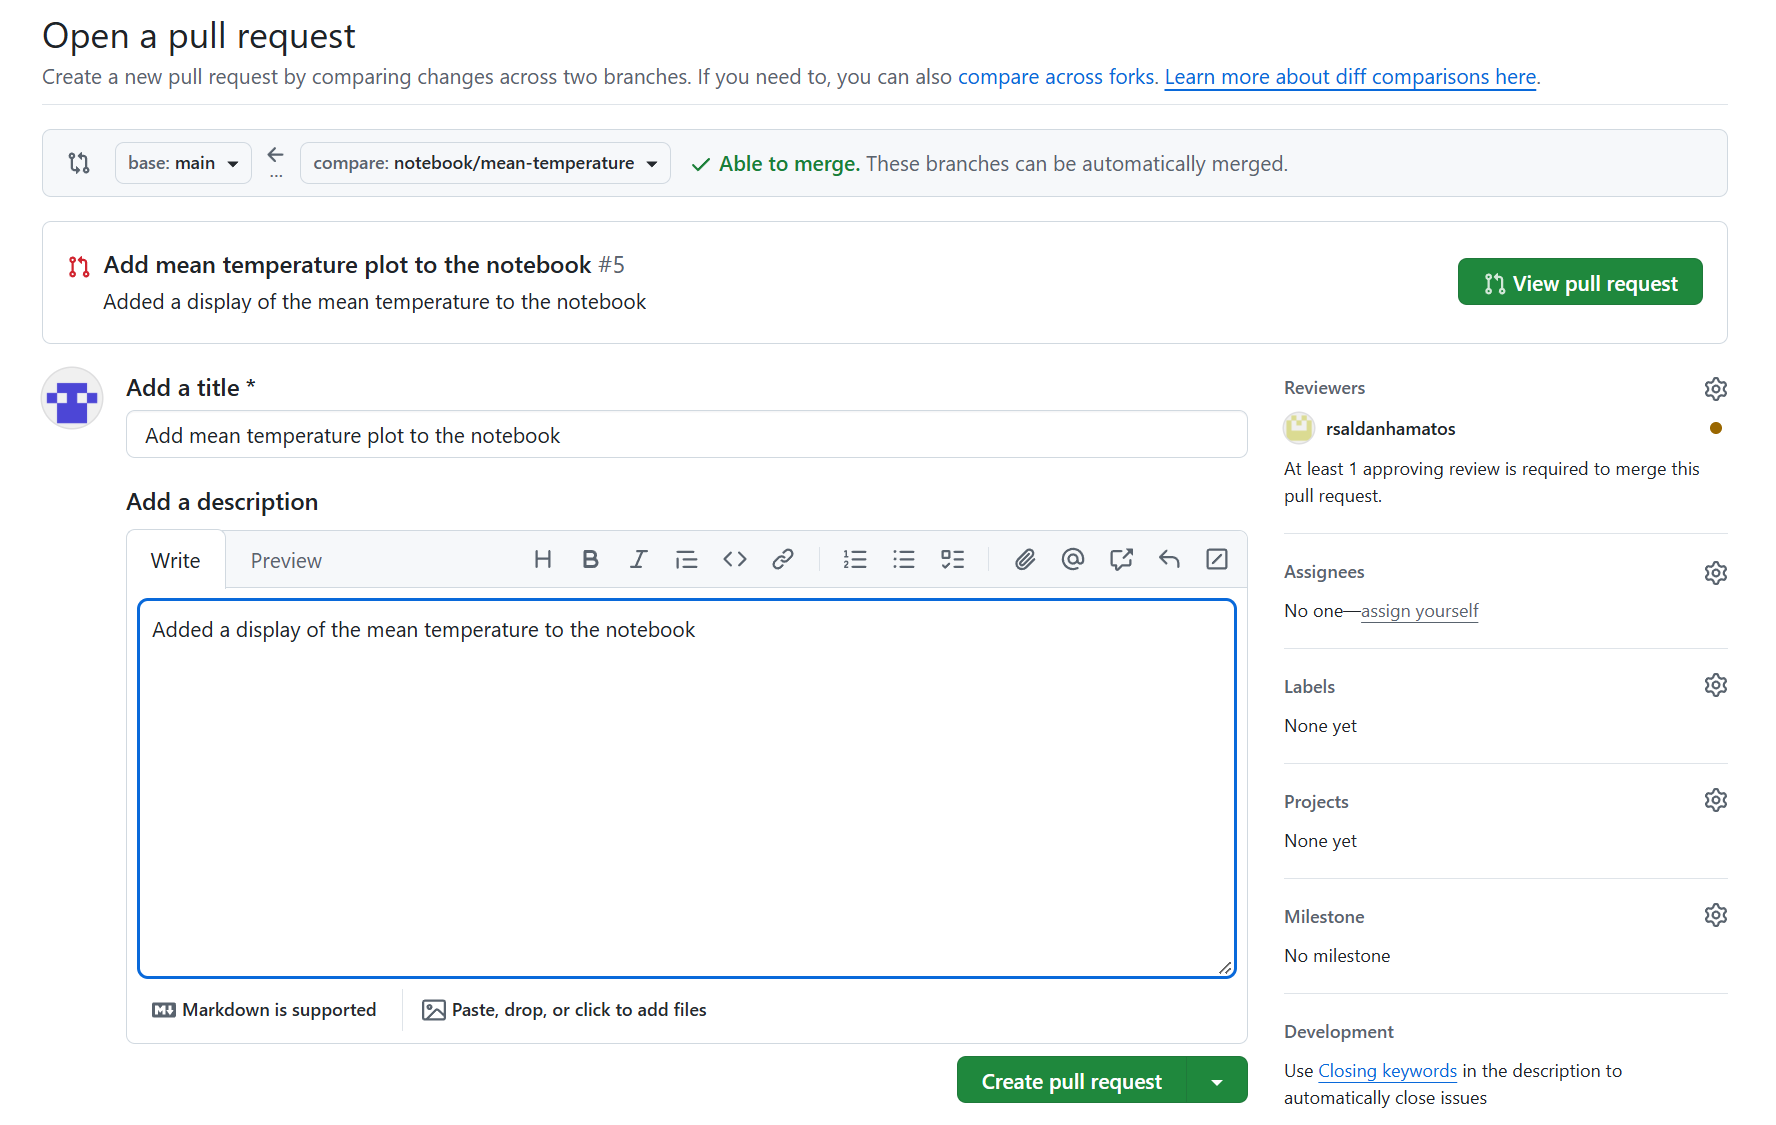 Open a pull request
Create a new pull request by comparing changes across two branches. If you need to, you can also compare across forks. Learn more about diff comparisons here.
base: main
...
compare: notebook/mean-temperature
Able to merge. These branches can be automatically merged.
Add mean temperature plot to the notebook #5
Added a display of the mean temperature to the notebook
View pull request
Add a title *
Add mean temperature plot to the notebook
Add a description
Write
Preview
Added a display of the mean temperature to the notebook
Markdown is supported
Paste, drop, or click to add files
Create pull request
Reviewers
rsaldanhamatos
At least 1 approving review is required to merge this
pull request.
Assignees
No one—assign yourself
Labels
None yet
Projects
None yet
Milestone
No milestone
Development
Use Closing keywords in the description to
automatically close issues